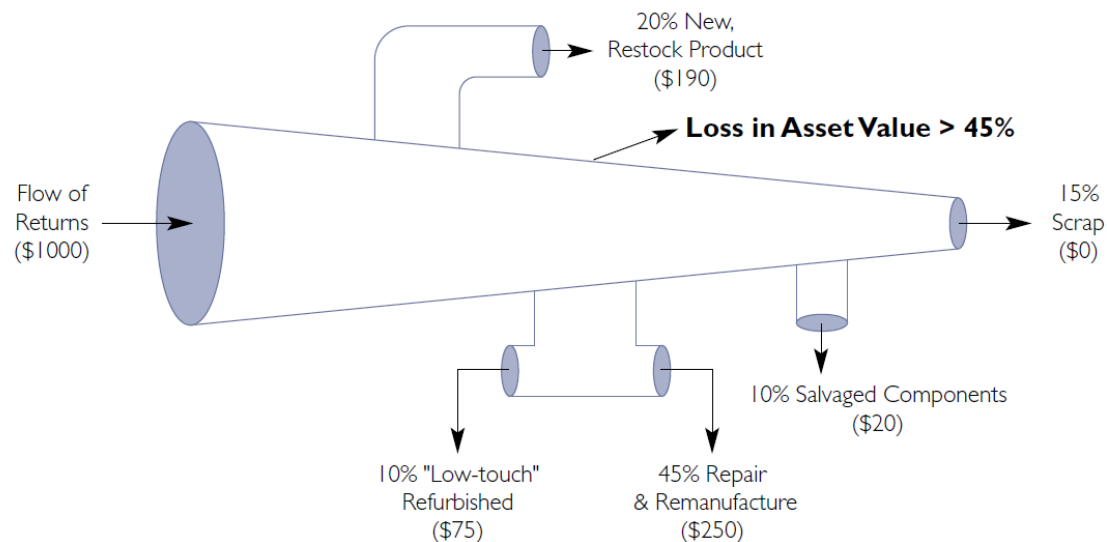 20% New,
Restock Product
($190)
Loss in Asset Value > 45%
Flow of
Returns
($1000)
15%
Scrap
($0)
10% Salvaged Components
($20)
10% "Low-touch"
Refurbished
($75)
45% Repair
& Remanufacture
($250)